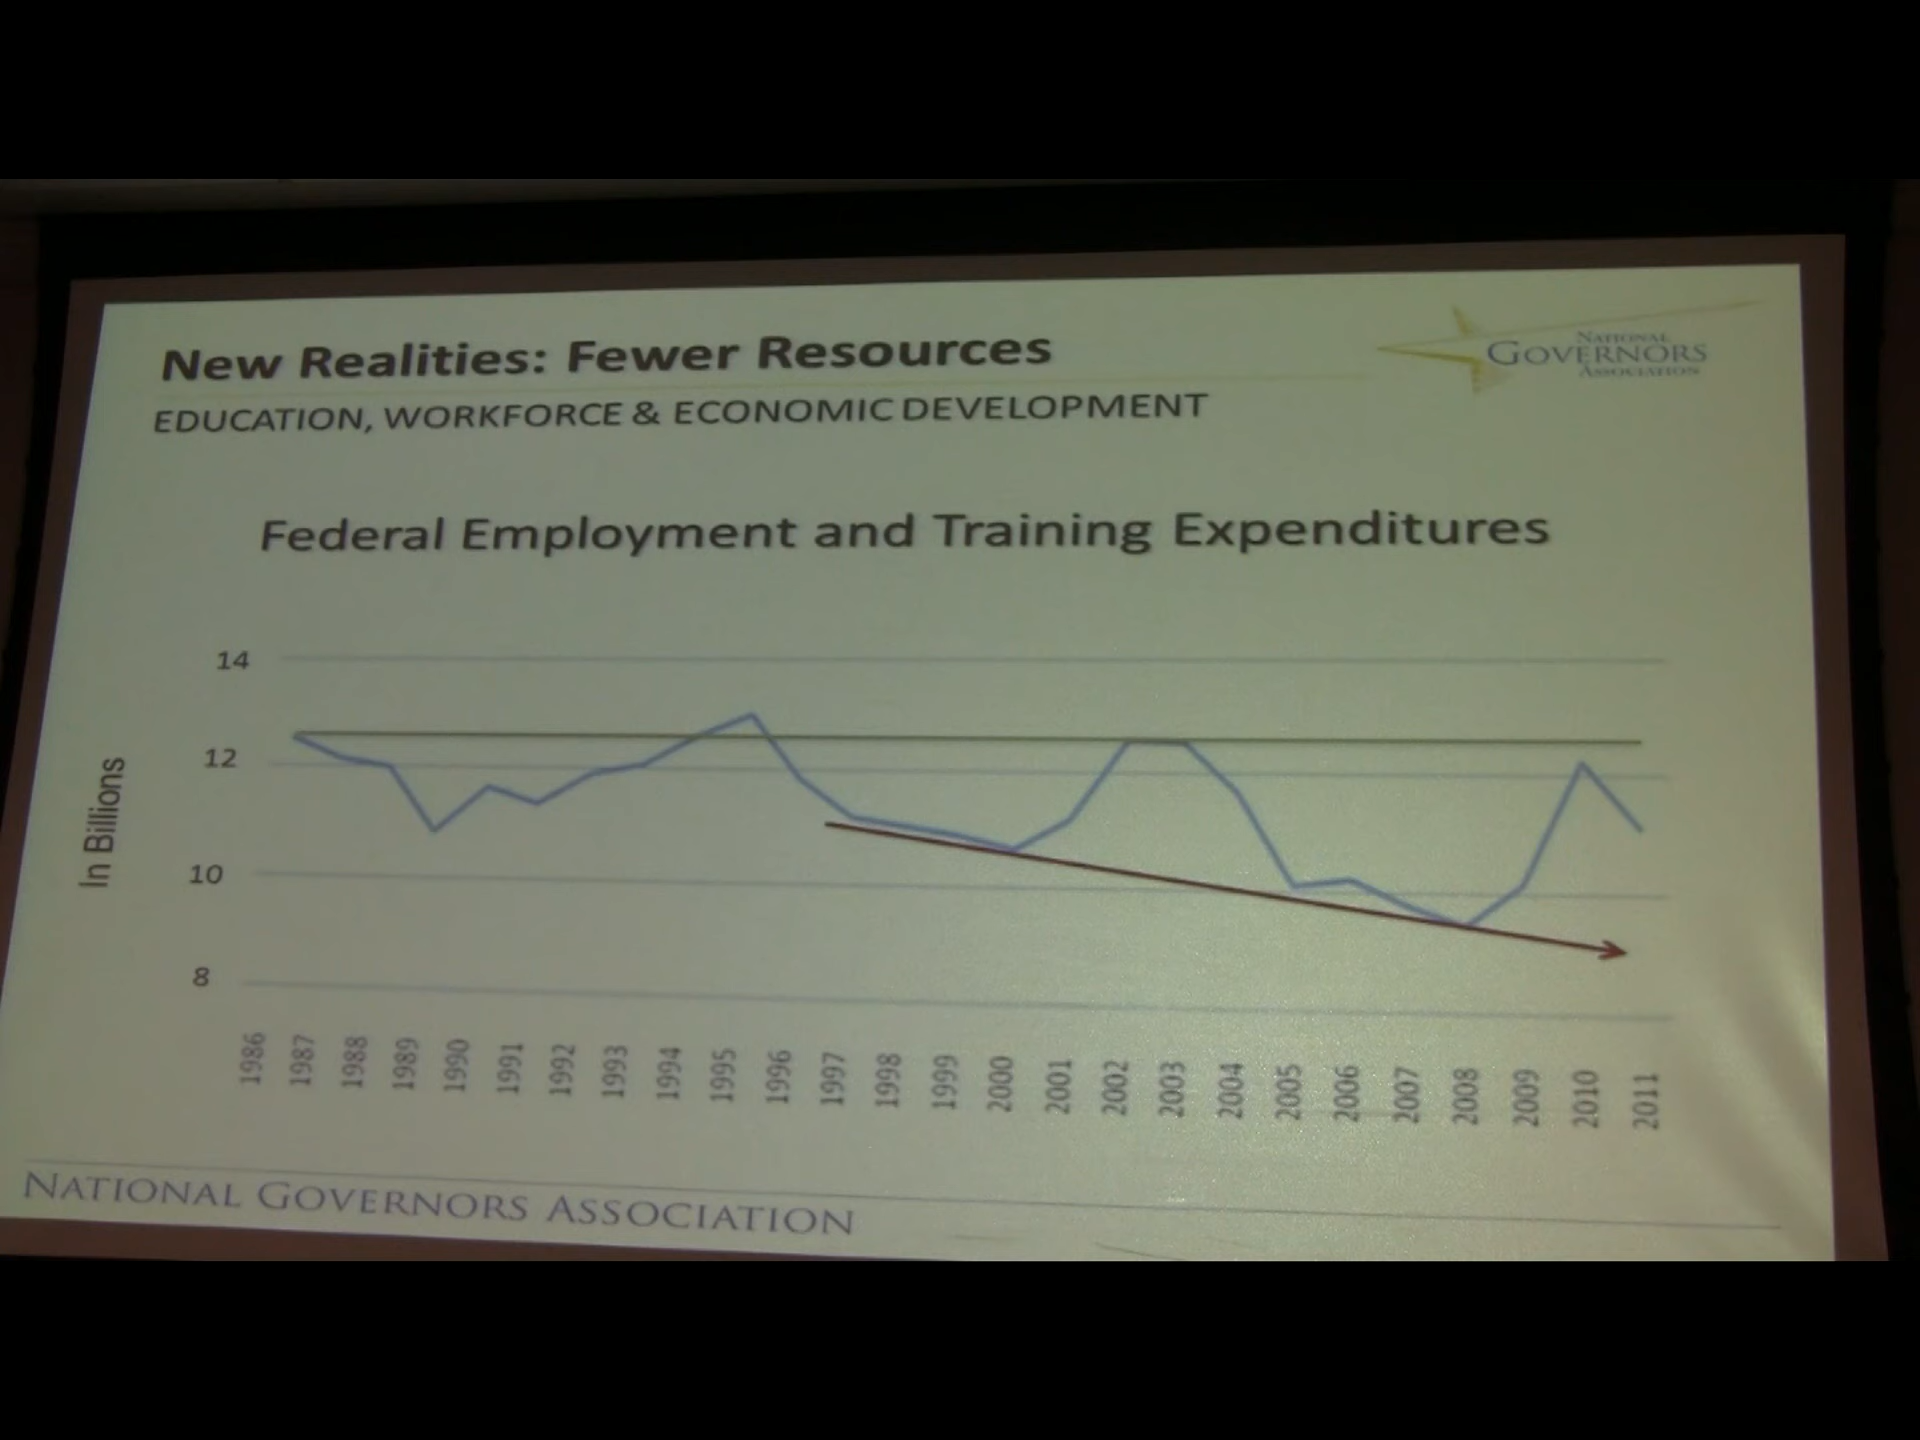 New Realities: Fewer Resources
NATIONAL
GOVERNORS
ASSOCIATION
EDUCATION, WORKFORCE & ECONOMIC DEVELOPMENT
Federal Employment and Training Expenditures
In Billions
14
12
10
8
1986 1987 1988 1989 1990 1991 1992 1993 1994 1995 1996 1997 1998 1999 2000 2001 2002 2003 2004 2005 2006 2007 2008 2009 2010 2011
NATIONAL GOVERNORS ASSOCIATION